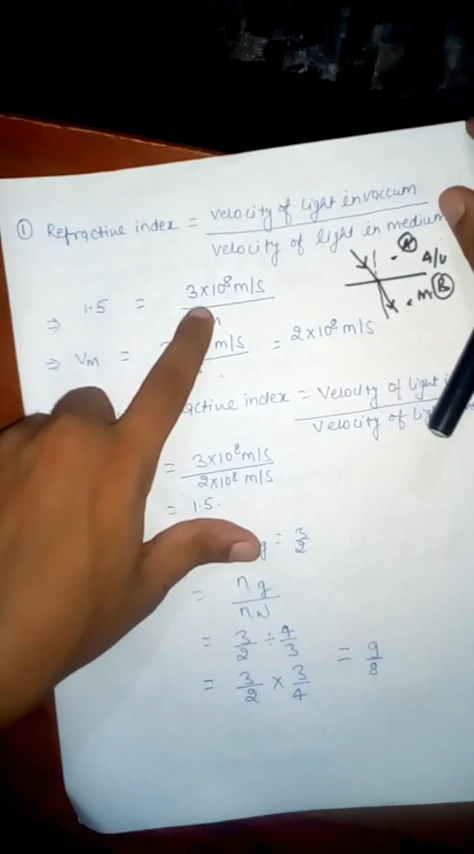 ① Refractive index = velocity of light in vaccum / velocity of light in medium
A
A/v
⇒ 1.5 = 3×10⁸ m/s
m B
⇒ Vm = m/s = 2×10⁸ m/s
active index = Velocity of light / Velocity of
= 3×10⁸ m/s / 2×10⁸ m/s
= 1.5.
g = 3/2
= ng / nw
= 3/2 ÷ 4/3
= 3/2 × 3/4 = 9/8